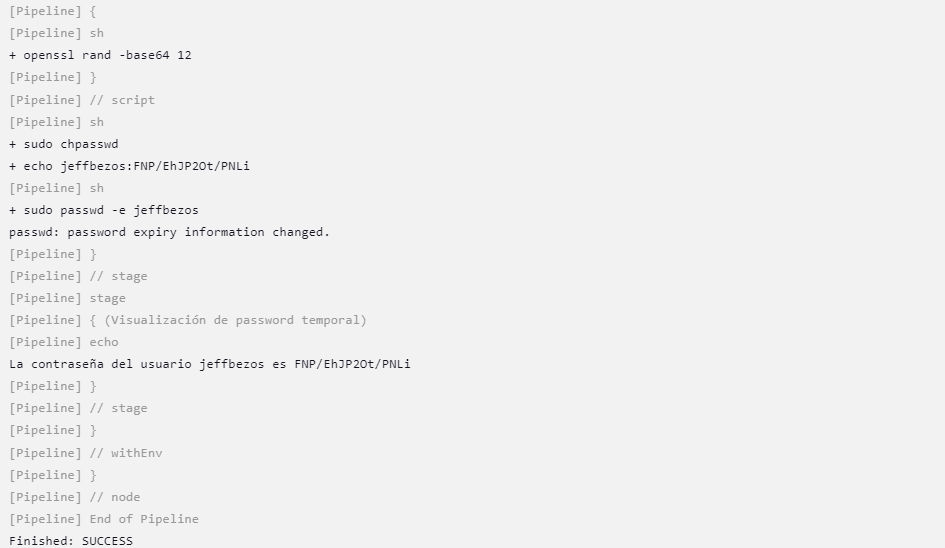 [Pipeline] {
[Pipeline] sh
+ openssl rand -base64 12
[Pipeline] }
[Pipeline] // script
[Pipeline] sh
+ sudo chpasswd
+ echo jeffbezos:FNP/EhJP2Ot/PNLi
[Pipeline] sh
+ sudo passwd -e jeffbezos
passwd: password expiry information changed.
[Pipeline] }
[Pipeline] // stage
[Pipeline] stage
[Pipeline] { (Visualización de password temporal)
[Pipeline] echo
La contraseña del usuario jeffbezos es FNP/EhJP2Ot/PNLi
[Pipeline] }
[Pipeline] // stage
[Pipeline] }
[Pipeline] // withEnv
[Pipeline] }
[Pipeline] // node
[Pipeline] End of Pipeline
Finished: SUCCESS